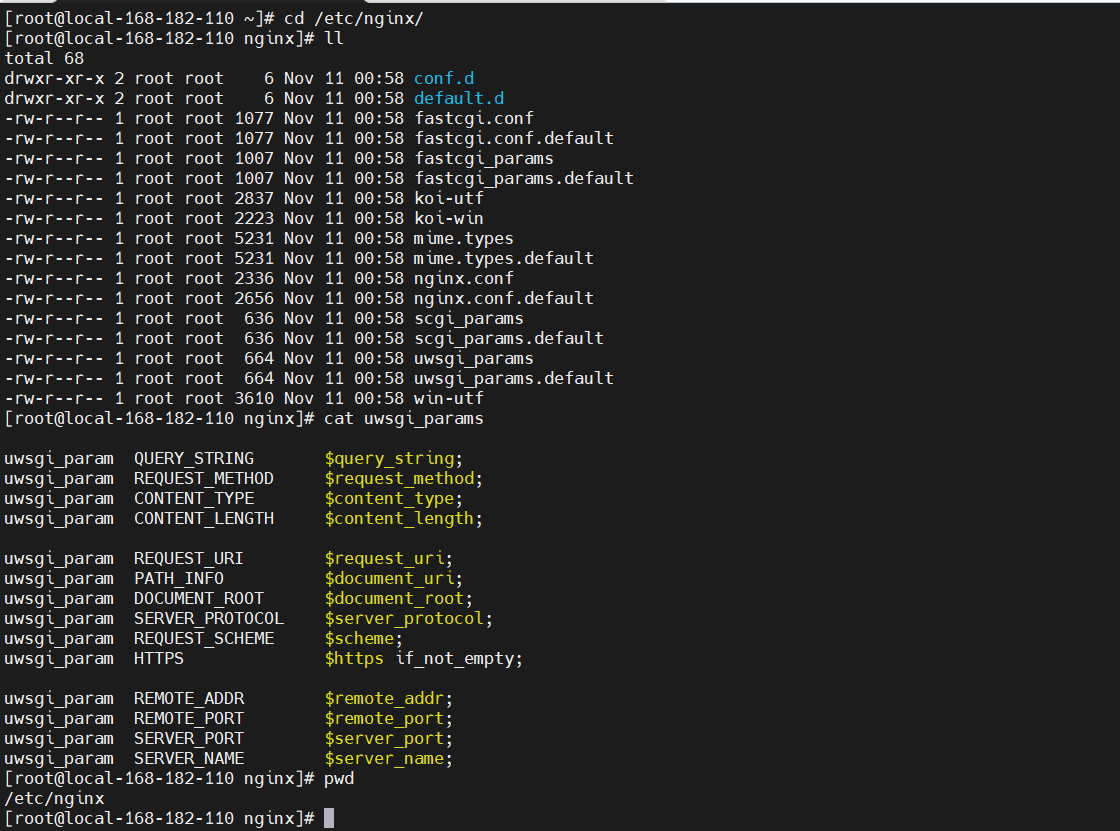 [root@local-168-182-110 ~]# cd /etc/nginx/
[root@local-168-182-110 nginx]# ll
total 68
drwxr-xr-x 2 root root    6 Nov 11 00:58 conf.d
drwxr-xr-x 2 root root    6 Nov 11 00:58 default.d
-rw-r--r-- 1 root root 1077 Nov 11 00:58 fastcgi.conf
-rw-r--r-- 1 root root 1077 Nov 11 00:58 fastcgi.conf.default
-rw-r--r-- 1 root root 1007 Nov 11 00:58 fastcgi_params
-rw-r--r-- 1 root root 1007 Nov 11 00:58 fastcgi_params.default
-rw-r--r-- 1 root root 2837 Nov 11 00:58 koi-utf
-rw-r--r-- 1 root root 2223 Nov 11 00:58 koi-win
-rw-r--r-- 1 root root 5231 Nov 11 00:58 mime.types
-rw-r--r-- 1 root root 5231 Nov 11 00:58 mime.types.default
-rw-r--r-- 1 root root 2336 Nov 11 00:58 nginx.conf
-rw-r--r-- 1 root root 2656 Nov 11 00:58 nginx.conf.default
-rw-r--r-- 1 root root  636 Nov 11 00:58 scgi_params
-rw-r--r-- 1 root root  636 Nov 11 00:58 scgi_params.default
-rw-r--r-- 1 root root  664 Nov 11 00:58 uwsgi_params
-rw-r--r-- 1 root root  664 Nov 11 00:58 uwsgi_params.default
-rw-r--r-- 1 root root 3610 Nov 11 00:58 win-utf
[root@local-168-182-110 nginx]# cat uwsgi_params

uwsgi_param  QUERY_STRING       $query_string;
uwsgi_param  REQUEST_METHOD     $request_method;
uwsgi_param  CONTENT_TYPE       $content_type;
uwsgi_param  CONTENT_LENGTH     $content_length;

uwsgi_param  REQUEST_URI        $request_uri;
uwsgi_param  PATH_INFO          $document_uri;
uwsgi_param  DOCUMENT_ROOT      $document_root;
uwsgi_param  SERVER_PROTOCOL    $server_protocol;
uwsgi_param  REQUEST_SCHEME     $scheme;
uwsgi_param  HTTPS              $https if_not_empty;

uwsgi_param  REMOTE_ADDR        $remote_addr;
uwsgi_param  REMOTE_PORT        $remote_port;
uwsgi_param  SERVER_PORT        $server_port;
uwsgi_param  SERVER_NAME        $server_name;
[root@local-168-182-110 nginx]# pwd
/etc/nginx
[root@local-168-182-110 nginx]#